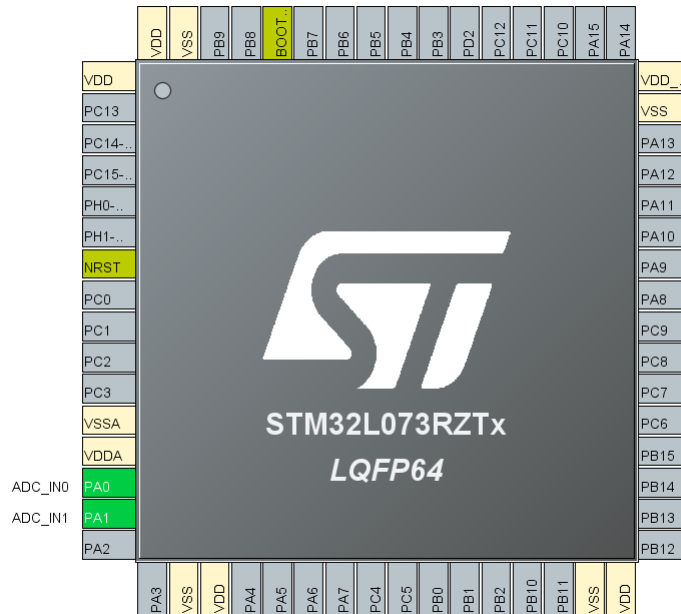 VDD
VSS
PB9
PB8
BOOT..
PB7
PB6
PB5
PB4
PB3
PD2
PC12
PC11
PC10
PA15
PA14
VDD
PC13
PC14-..
PC15-..
PH0-..
PH1-..
NRST
PC0
PC1
PC2
PC3
VSSA
VDDA
ADC_IN0 PA0
ADC_IN1 PA1
PA2
ST
STM32L073RZTx
LQFP64
VDD_..
VSS
PA13
PA12
PA11
PA10
PA9
PA8
PC9
PC8
PC7
PC6
PB15
PB14
PB13
PB12
PA3
VSS
VDD
PA4
PA5
PA6
PA7
PC4
PC5
PB0
PB1
PB2
PB10
PB11
VSS
VDD